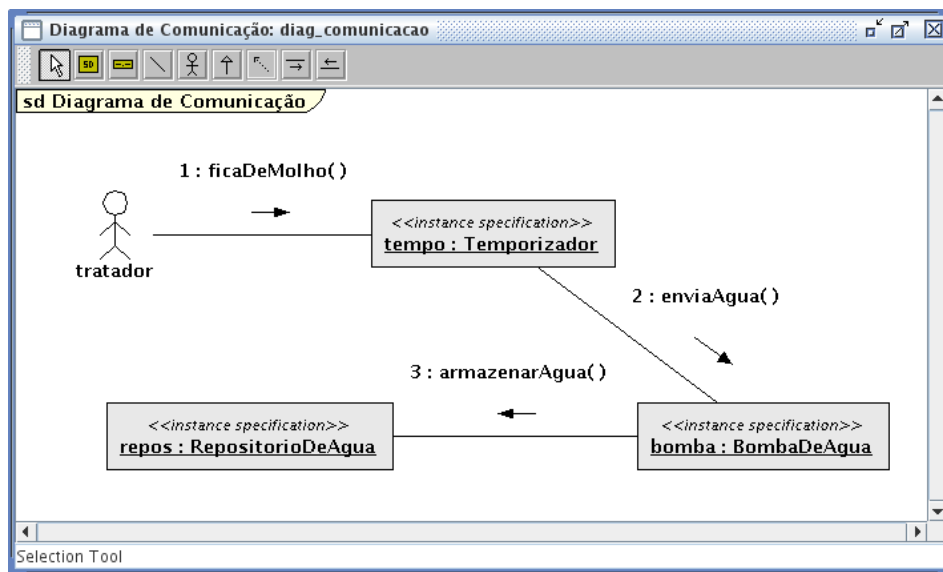 Diagrama de Comunicação: diag_comunicacao
SD
sd Diagrama de Comunicação
1 : ficaDeMolho( )
<<instance specification>>
tempo : Temporizador
tratador
2 : enviaAgua( )
3 : armazenarAgua( )
<<instance specification>>
repos : RepositorioDeAgua
<<instance specification>>
bomba : BombaDeAgua
Selection Tool